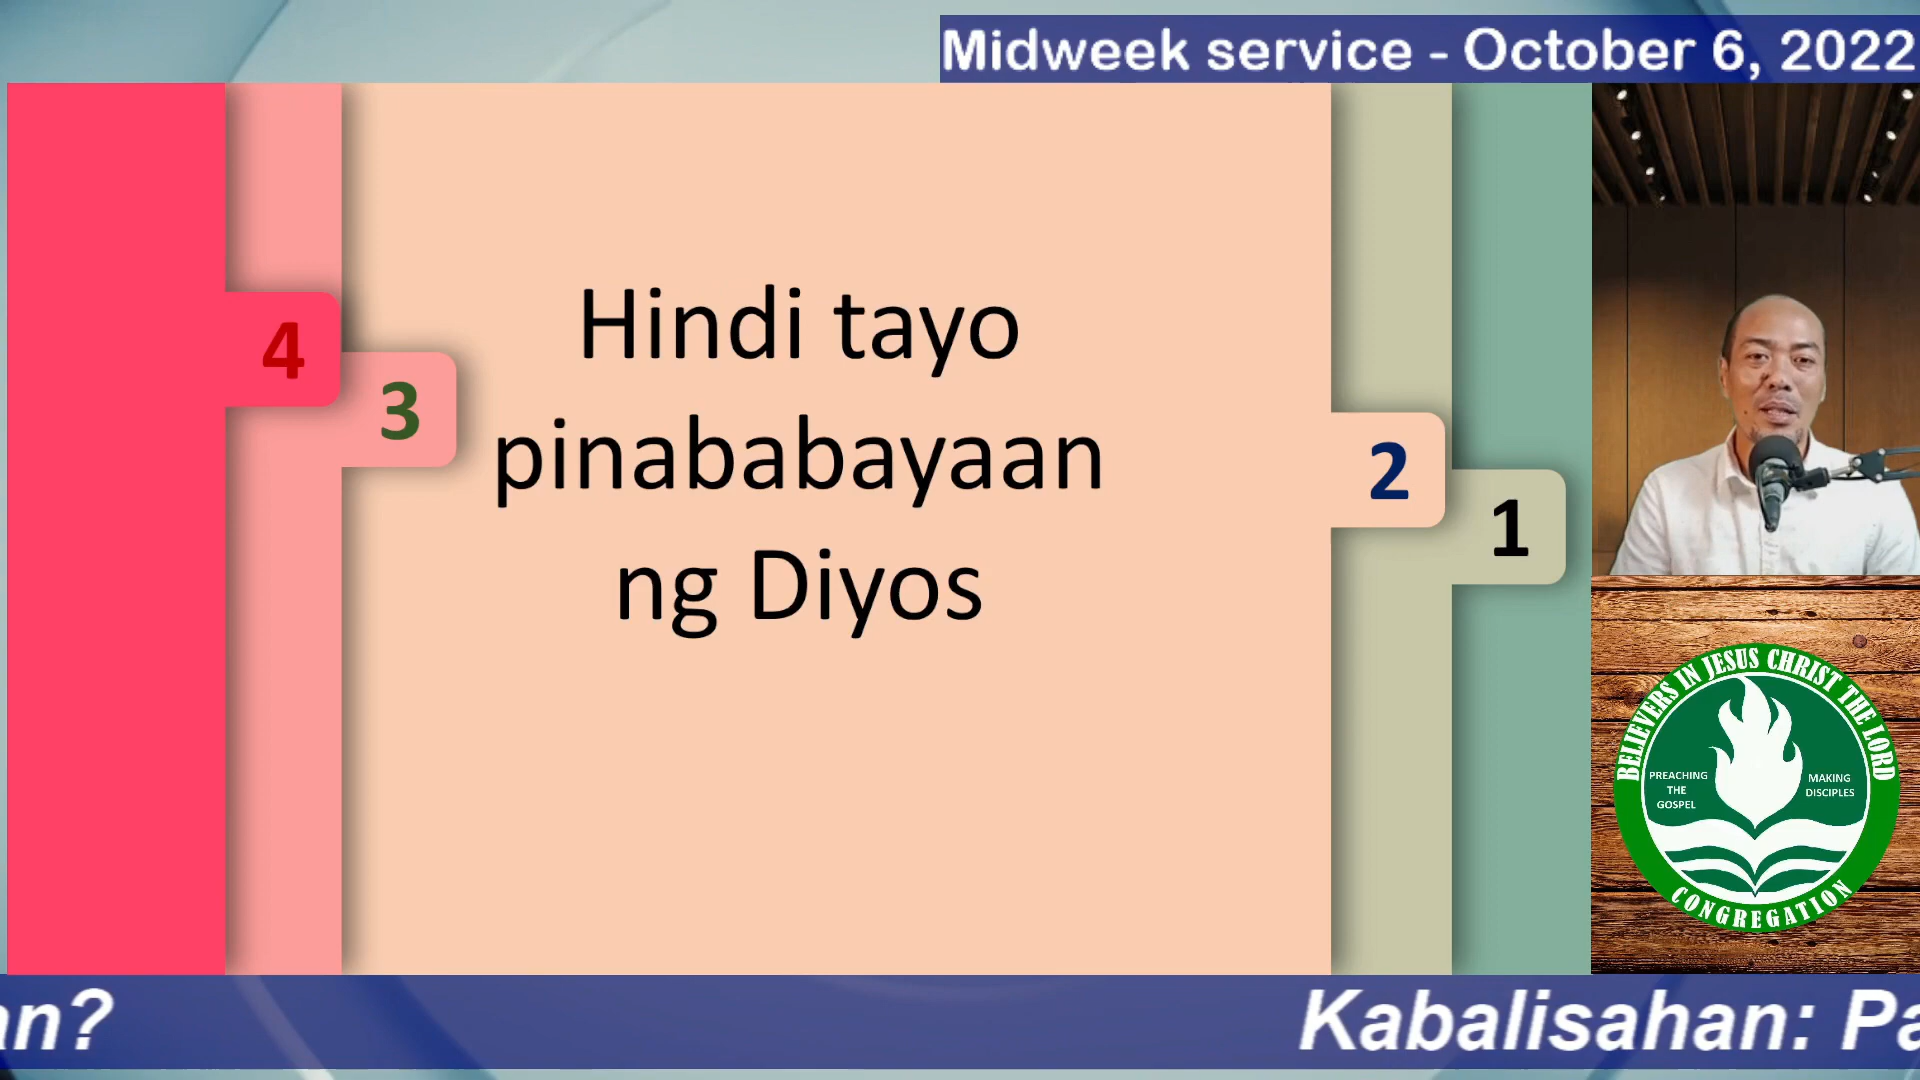 Midweek service - October 6, 2022
4
3
Hindi tayo
pinababayaan
ng Diyos
2
1
BELIEVERS IN JESUS CHRIST THE LORD
PREACHING
THE
GOSPEL
MAKING
DISCIPLES
CONGREGATION
an?
Kabalisahan: Pa